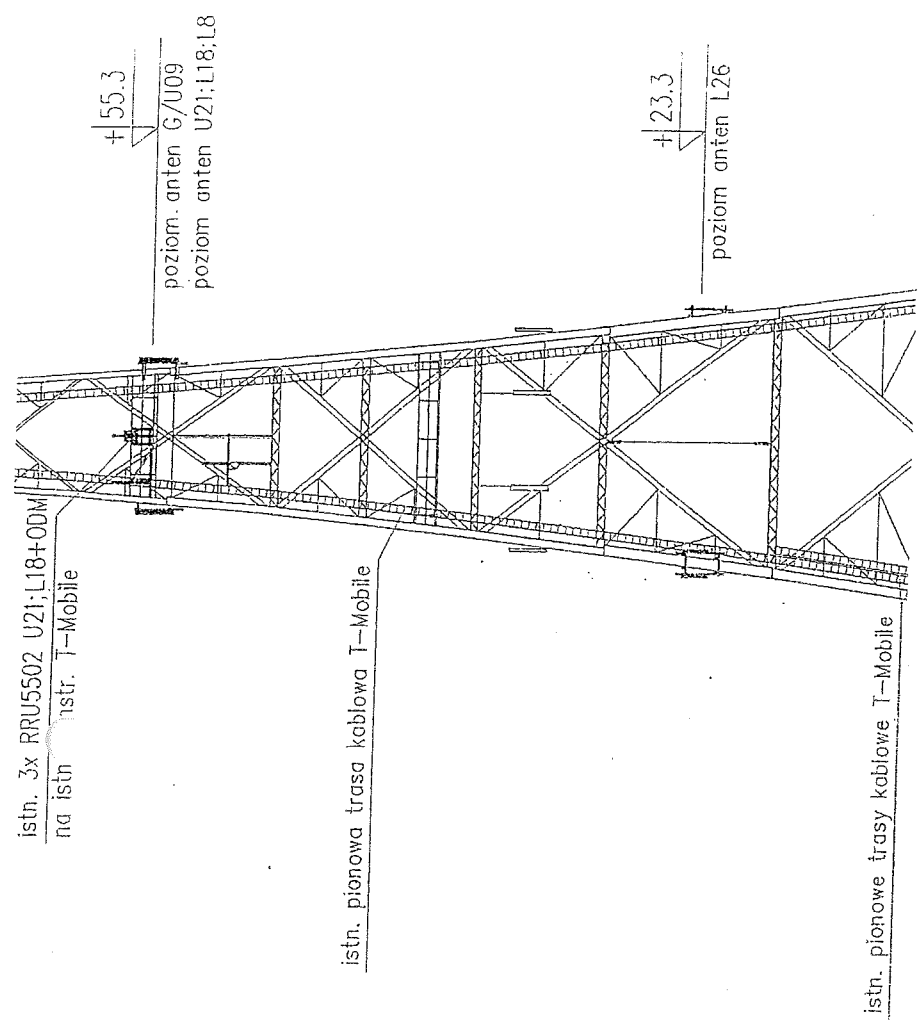 +55.3
poziom. anten G/U09
poziom anten U21;L18;L8
+23.3
poziom anten L26
istn. 3x RRU5502 U21;L18+ODM
na istn nstr. T-Mobile
istn. pionowa trasa kablowa T-Mobile
istn. pionowe trasy kablowe T-Mobile